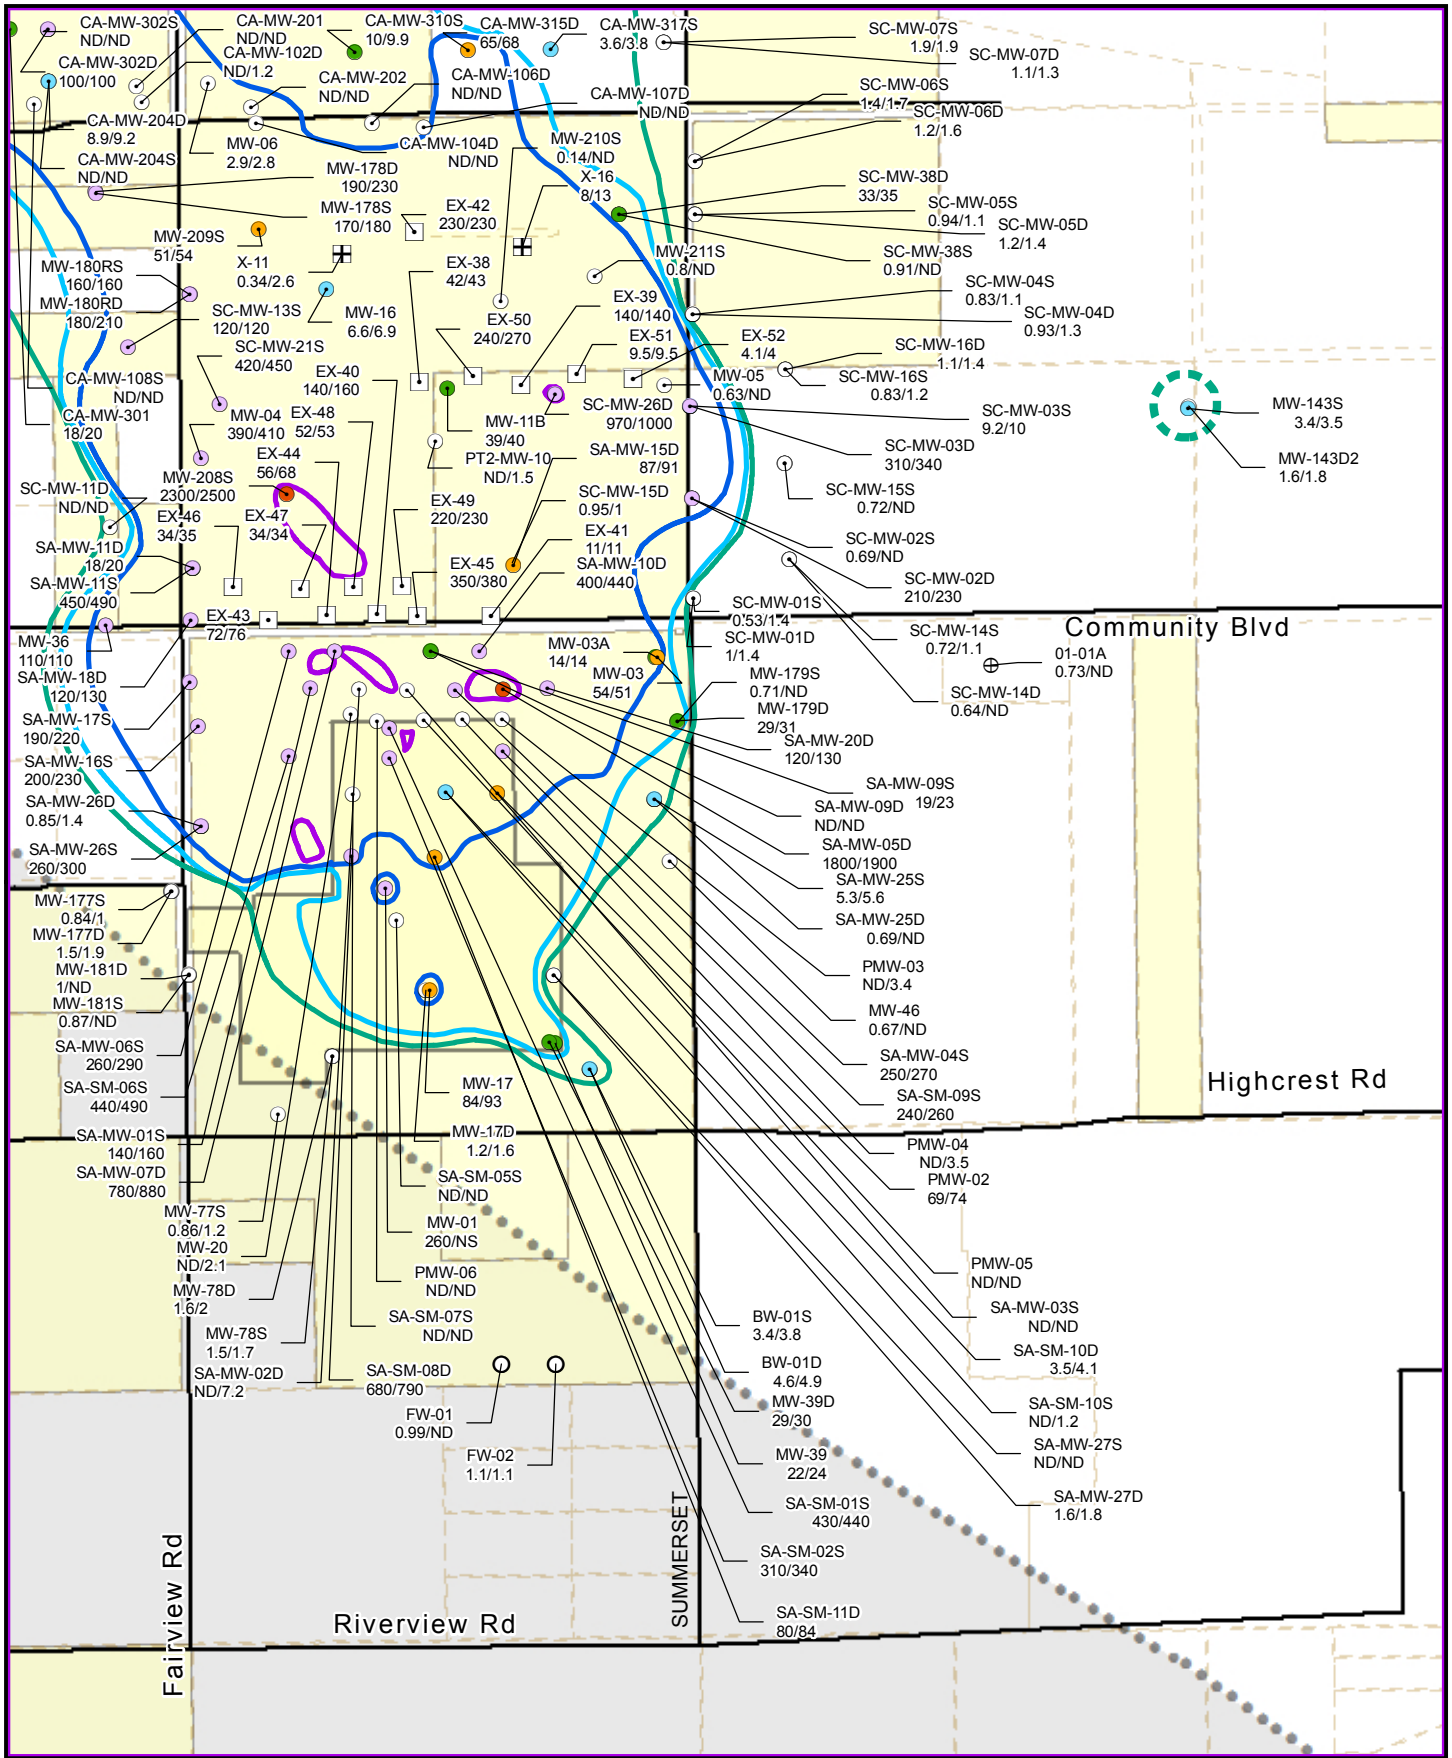 CA-MW-302S
ND/ND
CA-MW-201
ND/ND
CA-MW-310S
10/9.9
CA-MW-315D
65/68
CA-MW-317S
3.6/3.8
SC-MW-07S
1.9/1.9
SC-MW-07D
1.1/1.3
CA-MW-302D
100/100
CA-MW-102D
ND/1.2
CA-MW-202
ND/ND
CA-MW-106D
ND/ND
CA-MW-107D
ND/ND
SC-MW-06S
1.4/1.7
SC-MW-06D
1.2/1.6
CA-MW-204D
8.9/9.2
CA-MW-204S
ND/ND
MW-06
2.9/2.8
CA-MW-104D
ND/ND
MW-210S
0.14/ND
X-16
8/13
MW-178D
190/230
MW-178S
170/180
EX-42
230/230
SC-MW-38D
33/35
SC-MW-05S
0.94/1.1
SC-MW-05D
1.2/1.4
MW-209S
51/54
X-11
0.34/2.6
EX-38
42/43
MW-211S
0.8/ND
SC-MW-38S
0.91/ND
MW-180RS
160/160
MW-180RD
180/210
SC-MW-04S
0.83/1.1
SC-MW-04D
0.93/1.3
SC-MW-13S
120/120
MW-16
6.6/6.9
EX-50
240/270
EX-39
140/140
EX-51
9.5/9.5
EX-52
4.1/4
SC-MW-21S
420/450
EX-40
140/160
SC-MW-16D
1.1/1.4
SC-MW-16S
0.83/1.2
CA-MW-108S
ND/ND
MW-05
0.63/ND
CA-MW-301
18/20
MW-04
390/410
EX-48
52/53
MW-11B
39/40
SC-MW-26D
970/1000
SC-MW-03S
9.2/10
SC-MW-03D
310/340
MW-143S
3.4/3.5
MW-143D2
1.6/1.8
EX-44
56/68
PT2-MW-10
ND/1.5
SA-MW-15D
87/91
SC-MW-11D
ND/ND
MW-208S
2300/2500
EX-46
34/35
EX-47
34/34
EX-49
220/230
SC-MW-15D
0.95/1
SC-MW-15S
0.72/ND
EX-41
11/11
SA-MW-11D
18/20
SA-MW-11S
450/490
EX-45
350/380
SA-MW-10D
400/440
SC-MW-02S
0.69/ND
SC-MW-02D
210/230
EX-43
72/76
SC-MW-01S
0.53/1.4
SC-MW-01D
1/1.4
SC-MW-14S
0.72/1.1
Community Blvd
01-01A
0.73/ND
SC-MW-14D
0.64/ND
MW-36
110/110
SA-MW-18D
120/130
MW-03A
14/14
MW-03
54/51
MW-179S
0.71/ND
MW-179D
29/31
SA-MW-17S
190/220
SA-MW-20D
120/130
SA-MW-16S
200/230
SA-MW-09S
19/23
SA-MW-09D
ND/ND
SA-MW-26D
0.85/1.4
SA-MW-05D
1800/1900
SA-MW-26S
260/300
SA-MW-25S
5.3/5.6
SA-MW-25D
0.69/ND
MW-177S
0.84/1
MW-177D
1.5/1.9
MW-181D
1/ND
MW-181S
0.87/ND
PMW-03
ND/3.4
MW-46
0.67/ND
SA-MW-06S
260/290
SA-SM-06S
440/490
SA-MW-04S
250/270
SA-SM-09S
240/260
Highcrest Rd
MW-17
84/93
MW-17D
1.2/1.6
SA-MW-01S
140/160
SA-MW-07D
780/880
PMW-04
ND/3.5
PMW-02
69/74
SA-SM-05S
ND/ND
MW-77S
0.86/1.2
MW-20
ND/2.1
MW-01
260/NS
PMW-06
ND/ND
PMW-05
ND/ND
MW-78D
1.6/2
SA-SM-07S
ND/ND
BW-01S
3.4/3.8
SA-MW-03S
ND/ND
MW-78S
1.5/1.7
SA-MW-02D
ND/7.2
SA-SM-08D
680/790
BW-01D
4.6/4.9
SA-SM-10D
3.5/4.1
MW-39D
29/30
SA-SM-10S
ND/1.2
FW-01
0.99/ND
FW-02
1.1/1.1
MW-39
22/24
SA-MW-27S
ND/ND
SA-MW-27D
1.6/1.8
SA-SM-01S
430/440
SA-SM-02S
310/340
SA-SM-11D
80/84
SUMMERSET
Fairview Rd
Riverview Rd